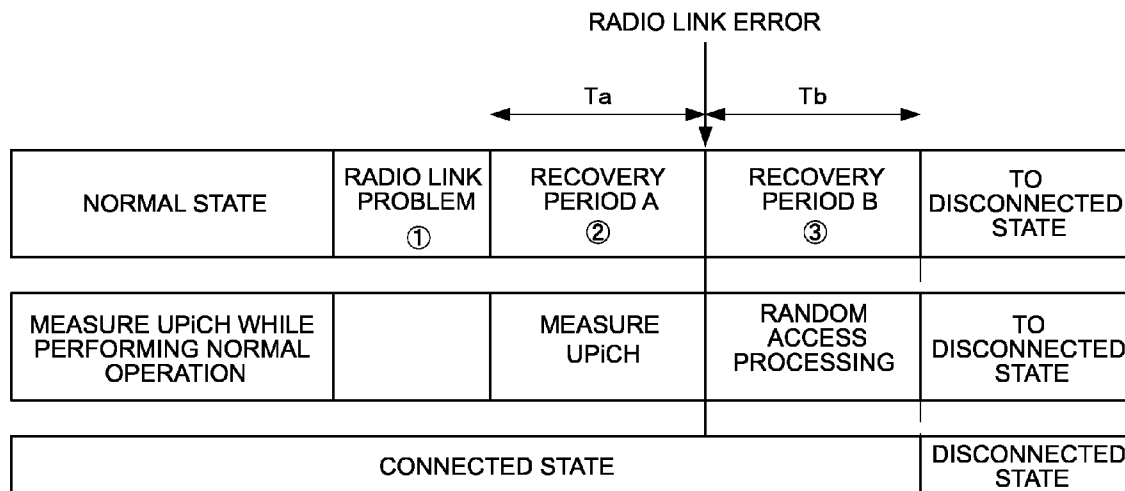 RADIO LINK ERROR
Ta
Tb
NORMAL STATE
RADIO LINK
PROBLEM
①
RECOVERY
PERIOD A
②
RECOVERY
PERIOD B
③
TO
DISCONNECTED
STATE
MEASURE UPiCH WHILE
PERFORMING NORMAL
OPERATION
MEASURE
UPiCH
RANDOM
ACCESS
PROCESSING
TO
DISCONNECTED
STATE
CONNECTED STATE
DISCONNECTED
STATE